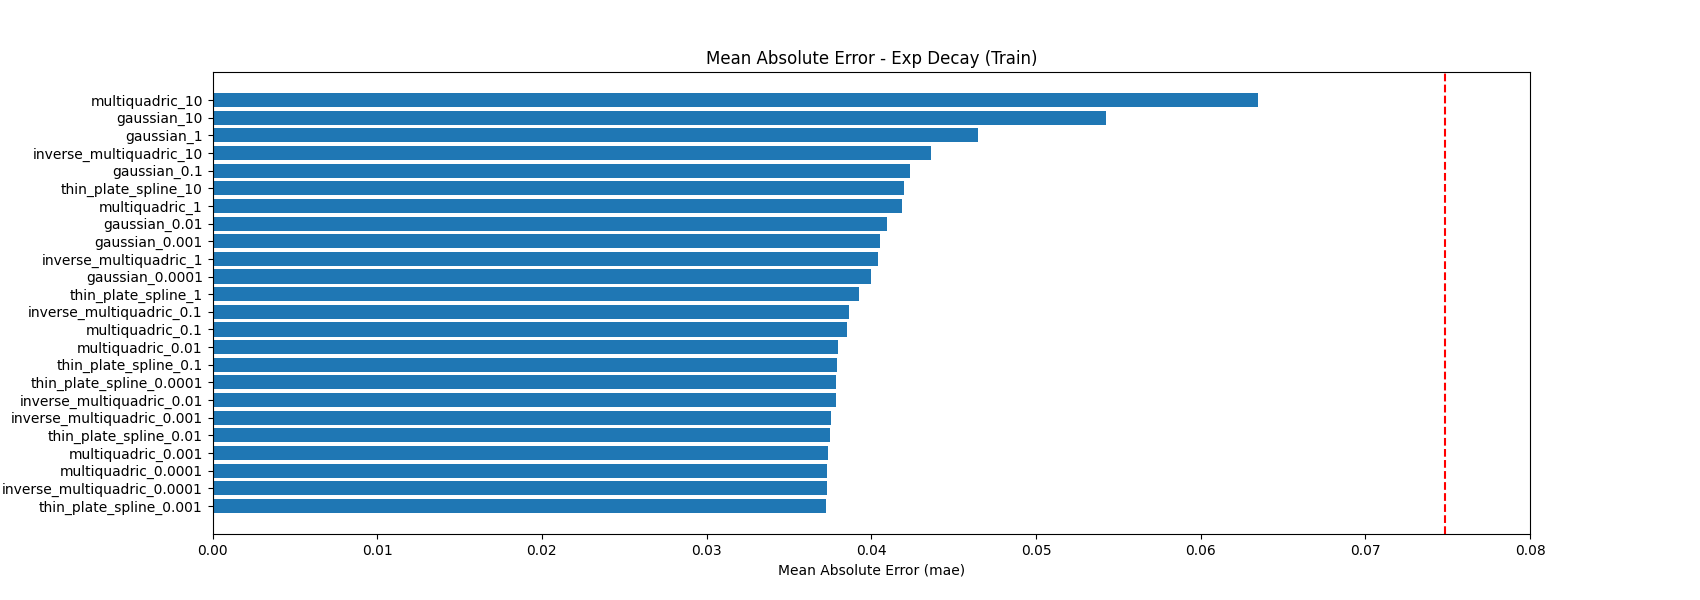 Mean Absolute Error - Exp Decay (Train)
multiquadric_10
gaussian_10
gaussian_1
inverse_multiquadric_10
gaussian_0.1
thin_plate_spline_10
multiquadric_1
gaussian_0.01
gaussian_0.001
inverse_multiquadric_1
gaussian_0.0001
thin_plate_spline_1
inverse_multiquadric_0.1
multiquadric_0.1
multiquadric_0.01
thin_plate_spline_0.1
thin_plate_spline_0.0001
inverse_multiquadric_0.01
inverse_multiquadric_0.001
thin_plate_spline_0.01
multiquadric_0.001
multiquadric_0.0001
inverse_multiquadric_0.0001
thin_plate_spline_0.001
0.00 0.01 0.02 0.03 0.04 0.05 0.06 0.07 0.08
Mean Absolute Error (mae)